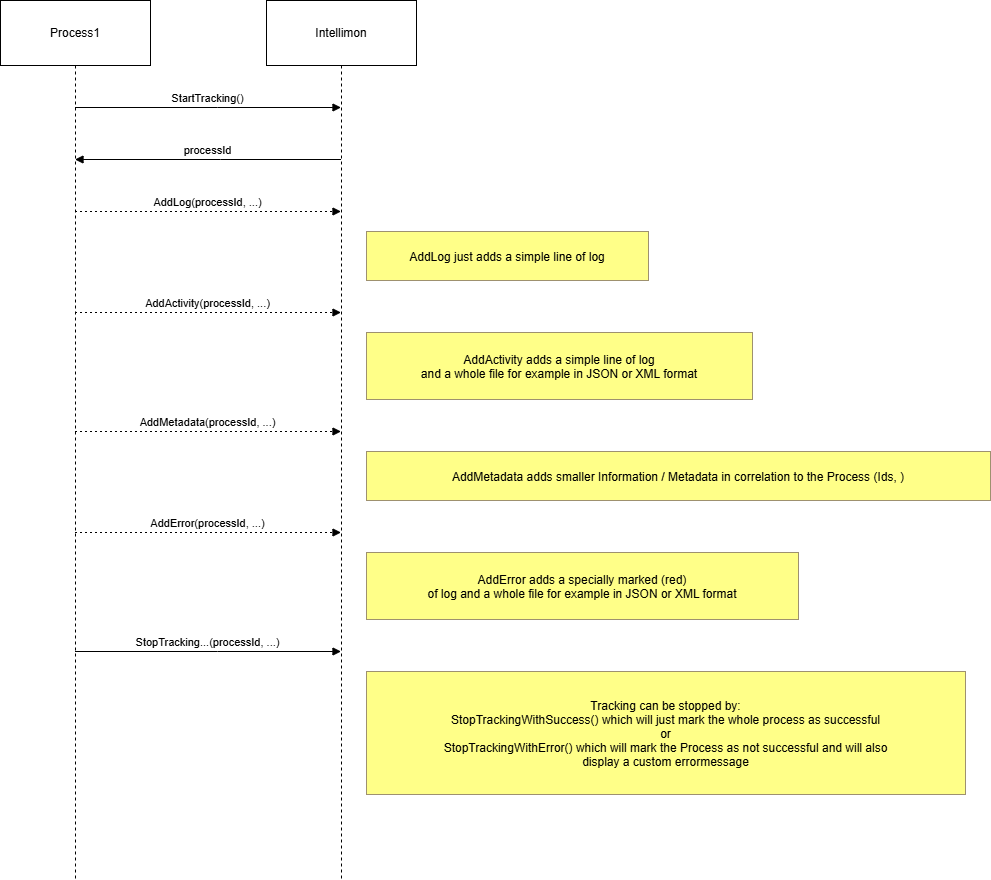 Process1
Intellimon
StartTracking()
processId
AddLog(processId, ...)
AddLog just adds a simple line of log
AddActivity(processId, ...)
AddActivity adds a simple line of log
and a whole file for example in JSON or XML format
AddMetadata(processId, ...)
AddMetadata adds smaller Information / Metadata in correlation to the Process (Ids, )
AddError(processId, ...)
AddError adds a specially marked (red)
of log and a whole file for example in JSON or XML format
StopTracking...(processId, ...)
Tracking can be stopped by:
StopTrackingWithSuccess() which will just mark the whole process as successful
or
StopTrackingWithError() which will mark the Process as not successful and will also
display a custom errormessage